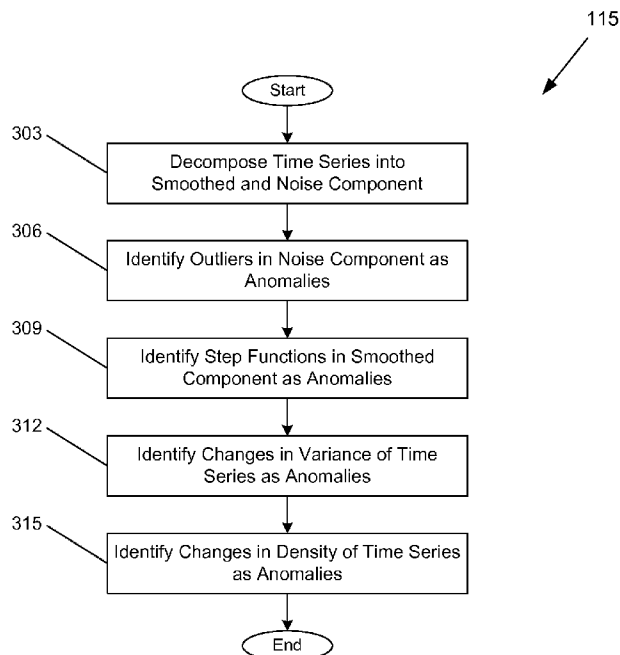 115
Start
303
Decompose Time Series into
Smoothed and Noise Component
306
Identify Outliers in Noise Component as
Anomalies
309
Identify Step Functions in Smoothed
Component as Anomalies
312
Identify Changes in Variance of Time
Series as Anomalies
315
Identify Changes in Density of Time Series
as Anomalies
End